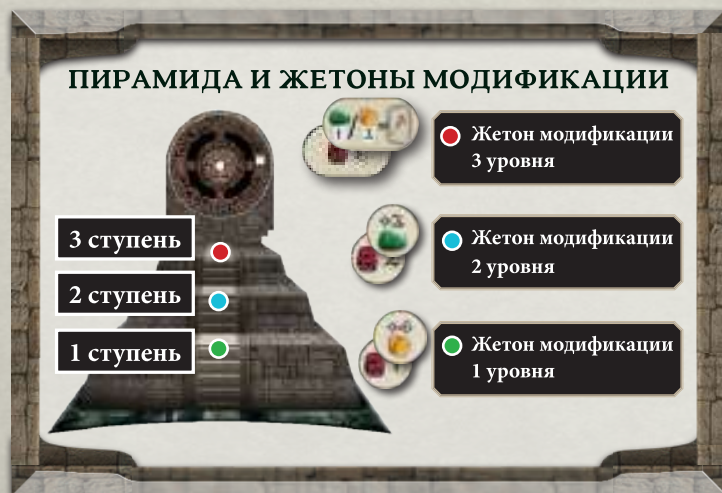 ПИРАМИДА И ЖЕТОНЫ МОДИФИКАЦИИ
Жетон модификации
3 уровня
3 ступень
Жетон модификации
2 уровня
2 ступень
1 ступень
Жетон модификации
1 уровня